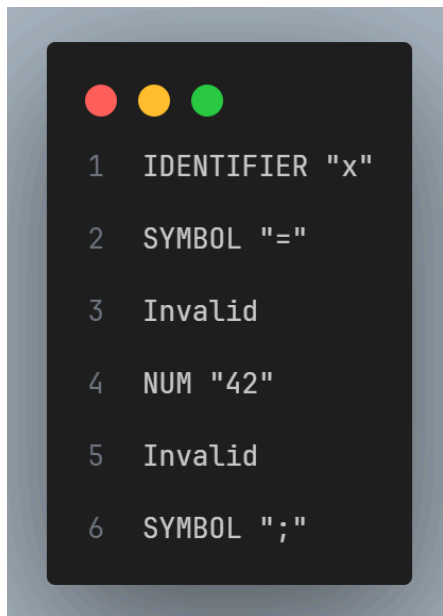 1 IDENTIFIER "x"
2 SYMBOL "="
3 Invalid
4 NUM "42"
5 Invalid
6 SYMBOL ";"